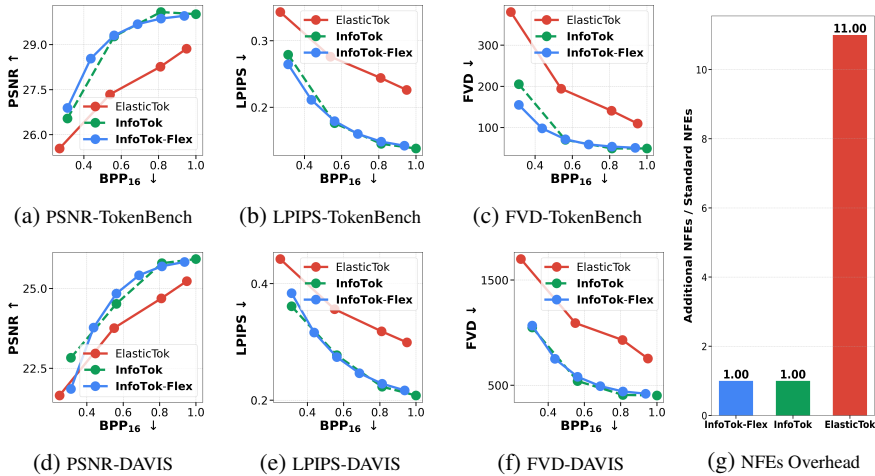 PSNR ↑
29.0
27.5
26.0
0.4 0.6 0.8 1.0
BPP16 ↓
ElasticTok
InfoTok
InfoTok-Flex
(a) PSNR-TokenBench
LPIPS ↓
0.3
0.2
0.4 0.6 0.8 1.0
BPP16 ↓
ElasticTok
InfoTok
InfoTok-Flex
(b) LPIPS-TokenBench
FVD ↓
300
200
100
0.4 0.6 0.8 1.0
BPP16 ↓
ElasticTok
InfoTok
InfoTok-Flex
(c) FVD-TokenBench
PSNR ↑
25.0
22.5
0.4 0.6 0.8 1.0
BPP16 ↓
ElasticTok
InfoTok
InfoTok-Flex
(d) PSNR-DAVIS
LPIPS ↓
0.4
0.2
0.4 0.6 0.8 1.0
BPP16 ↓
ElasticTok
InfoTok
InfoTok-Flex
(e) LPIPS-DAVIS
FVD ↓
1500
500
0.4 0.6 0.8 1.0
BPP16 ↓
ElasticTok
InfoTok
InfoTok-Flex
(f) FVD-DAVIS
Additional NFEs / Standard NFEs
10
8
6
4
2
0
1.00 1.00 11.00
InfoTok-Flex InfoTok ElasticTok
(g) NFEs Overhead